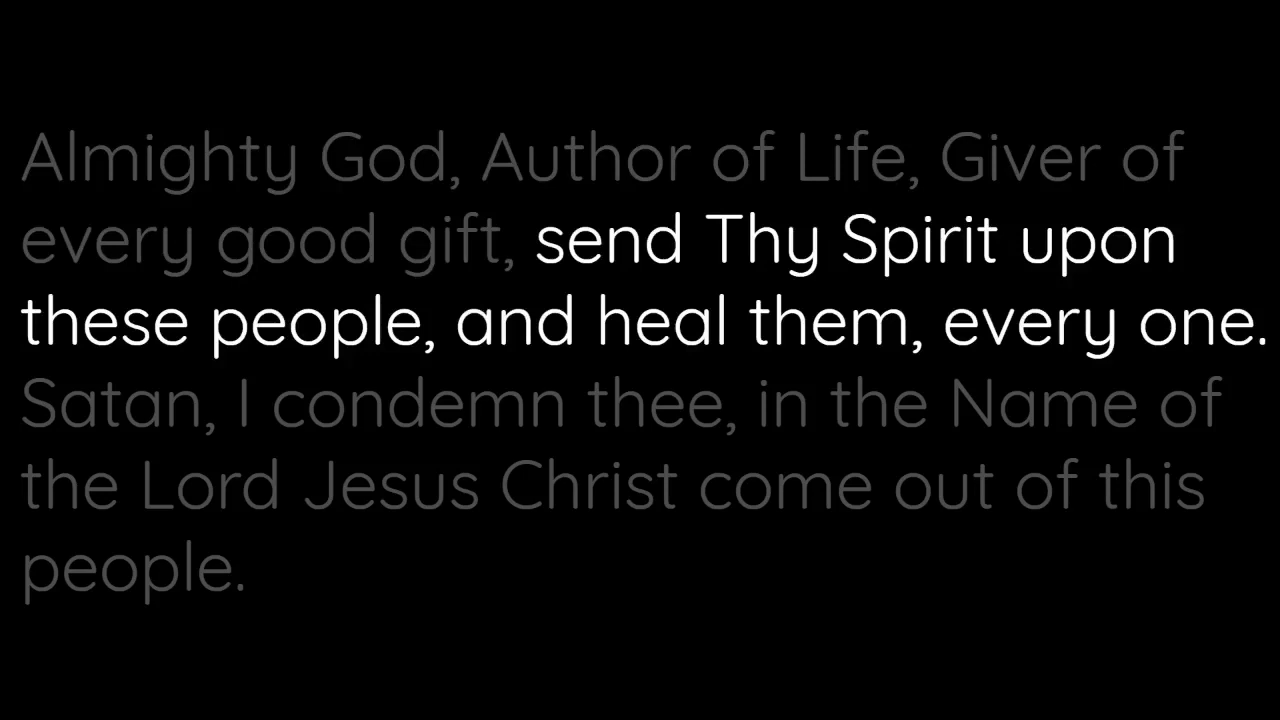 Almighty God, Author of Life, Giver of
every good gift, send Thy Spirit upon
these people, and heal them, every one.
Satan, I condemn thee, in the Name of
the Lord Jesus Christ come out of this
people.